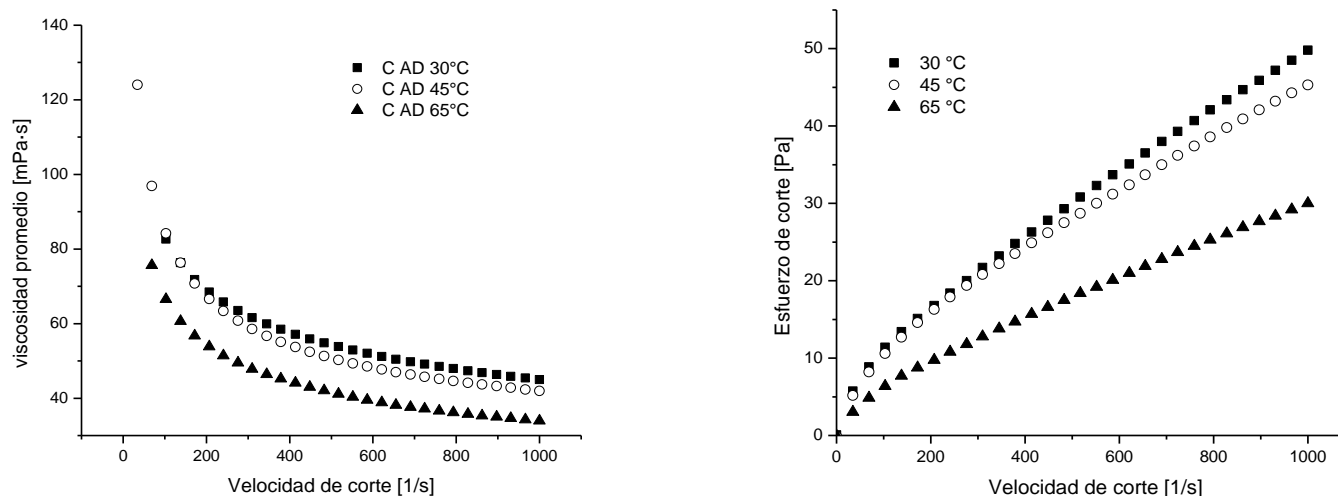 140
120
100
80
60
40
viscosidad promedio [mPa·s]
C AD 30°C
C AD 45°C
C AD 65°C
0 200 400 600 800 1000
Velocidad de corte [1/s]
50
40
30
20
10
0
Esfuerzo de corte [Pa]
30 °C
45 °C
65 °C
0 200 400 600 800 1000
Velocidad de corte [1/s]